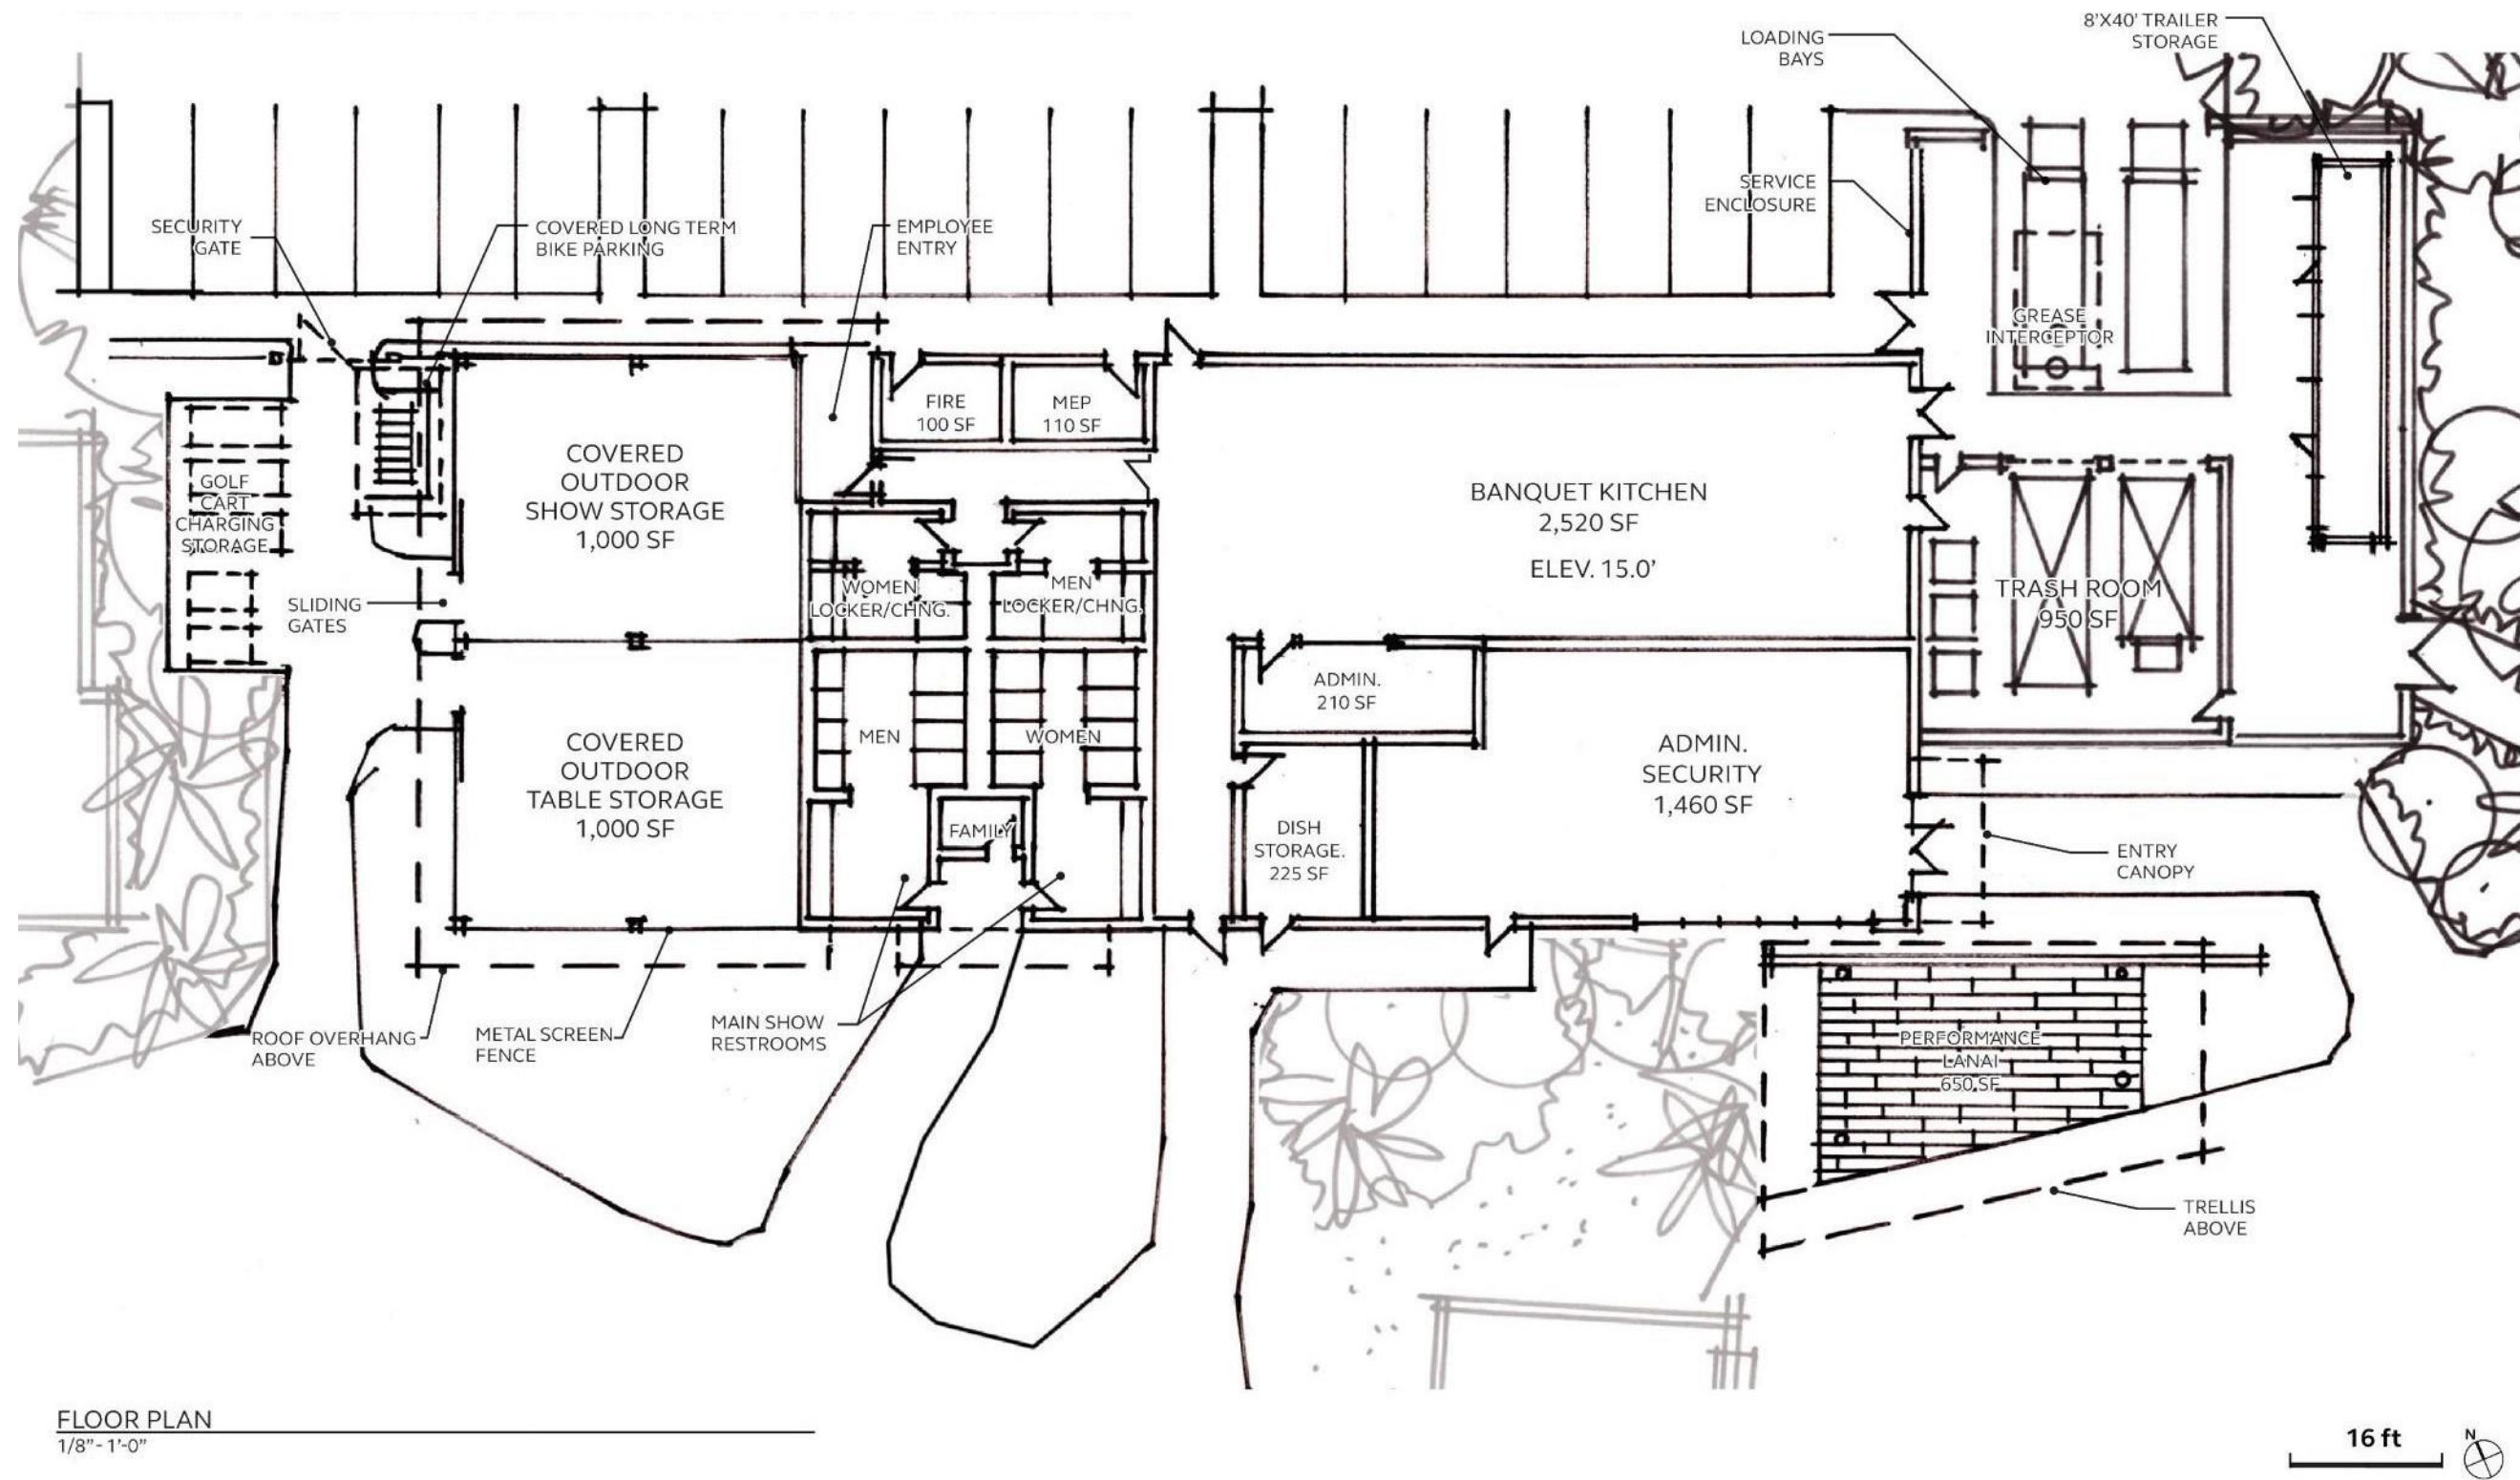 8'X40' TRAILER
STORAGE
LOADING
BAYS
SERVICE
ENCLOSURE
SECURITY
GATE
COVERED LONG TERM
BIKE PARKING
EMPLOYEE
ENTRY
GREASE
INTERCEPTOR
FIRE
100 SF
MEP
110 SF
COVERED
OUTDOOR
SHOW STORAGE
1,000 SF
GOLF
CART
CHARGING
STORAGE
BANQUET KITCHEN
2,520 SF
ELEV. 15.0'
WOMEN
LOCKER/CHNG.
MEN
LOCKER/CHNG.
SLIDING
GATES
TRASH ROOM
950 SF
ADMIN.
210 SF
MEN
WOMEN
COVERED
OUTDOOR
TABLE STORAGE
1,000 SF
ADMIN.
SECURITY
1,460 SF
FAMILY
DISH
STORAGE.
225 SF
ENTRY
CANOPY
ROOF OVERHANG
ABOVE
METAL SCREEN
FENCE
MAIN SHOW
RESTROOMS
PERFORMANCE
LANAI
650 SF
TRELLIS
ABOVE
FLOOR PLAN
1/8"- 1'-0"
16 ft
N